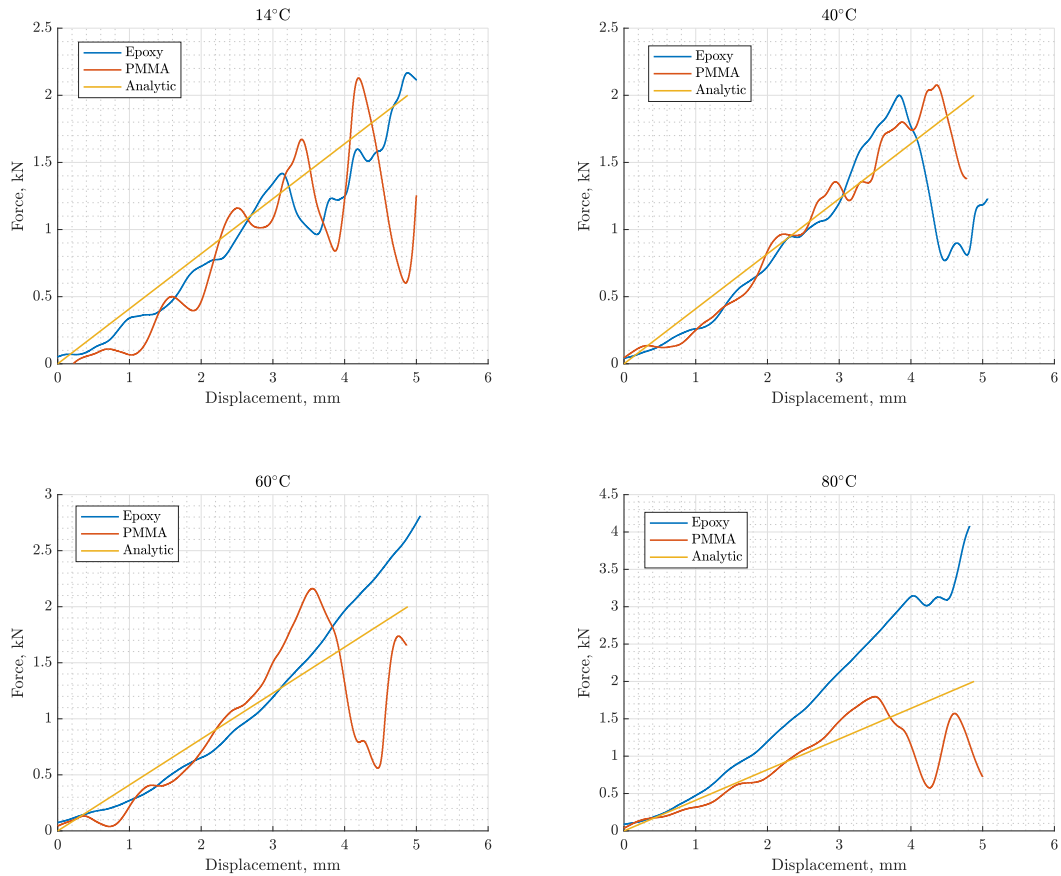 14°C
2.5
2
1.5
1
0.5
0
Force, kN
Epoxy
PMMA
Analytic
0 1 2 3 4 5 6
Displacement, mm
40°C
2.5
2
1.5
1
0.5
0
Force, kN
Epoxy
PMMA
Analytic
0 1 2 3 4 5 6
Displacement, mm
60°C
3
2.5
2
1.5
1
0.5
0
Force, kN
Epoxy
PMMA
Analytic
0 1 2 3 4 5 6
Displacement, mm
80°C
4.5
4
3.5
3
2.5
2
1.5
1
0.5
0
Force, kN
Epoxy
PMMA
Analytic
0 1 2 3 4 5 6
Displacement, mm